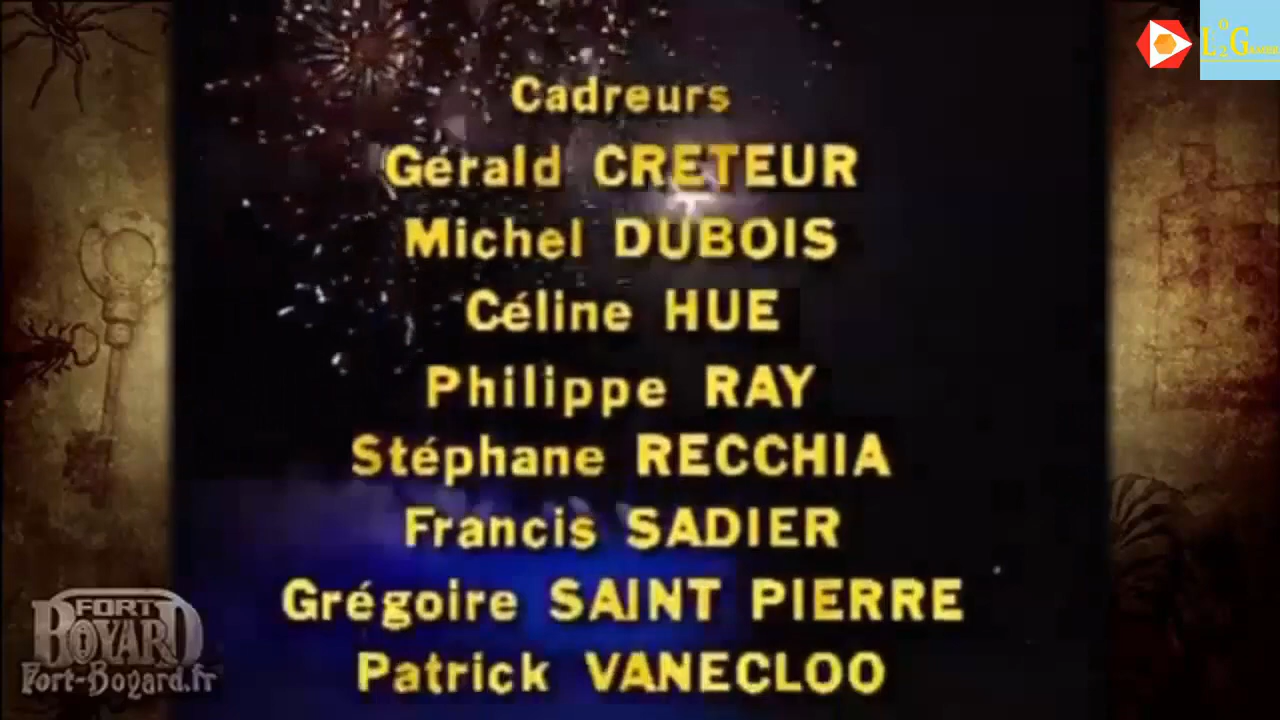 Cadreurs
Gérald CRETEUR
Michel DUBOIS
Céline HUE
Philippe RAY
Stéphane RECCHIA
Francis SADIER
Grégoire SAINT PIERRE
Patrick VANECLOO
FORT
BOYARD
Fort-Boyard.fr